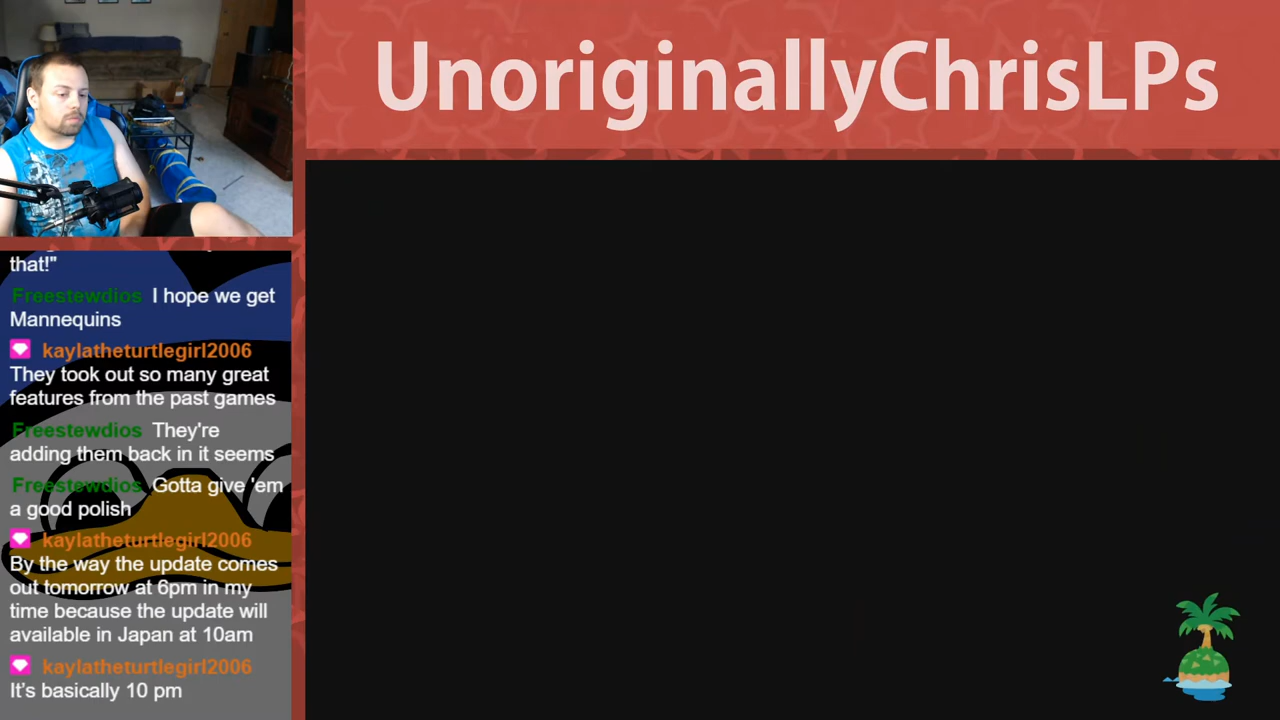 UnoriginallyChrisLPs
that!"
Freestewdios I hope we get
Mannequins
kaylatheturtlegirl2006
They took out so many great
features from the past games
Freestewdios They're
adding them back in it seems
Freestewdios Gotta give 'em
a good polish
kaylatheturtlegirl2006
By the way the update comes
out tomorrow at 6pm in my
time because the update will
available in Japan at 10am
kaylatheturtlegirl2006
It's basically 10 pm